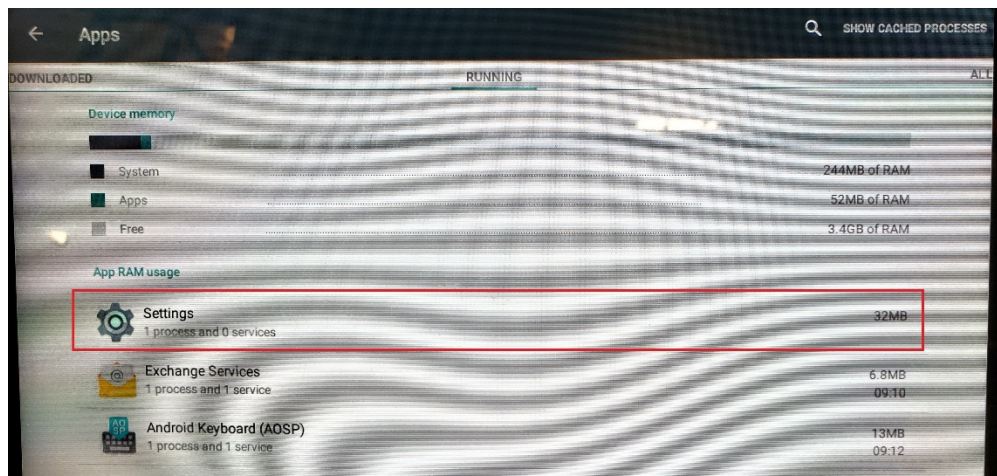 Apps
SHOW CACHED PROCESSES
DOWNLOADED
RUNNING
ALL
Device memory
System 244MB of RAM
Apps 52MB of RAM
Free 3.4GB of RAM
App RAM usage
Settings
1 process and 0 services
32MB
Exchange Services
1 process and 1 service
6.8MB
09:10
Android Keyboard (AOSP)
1 process and 1 service
13MB
09:12
AO
SP
@